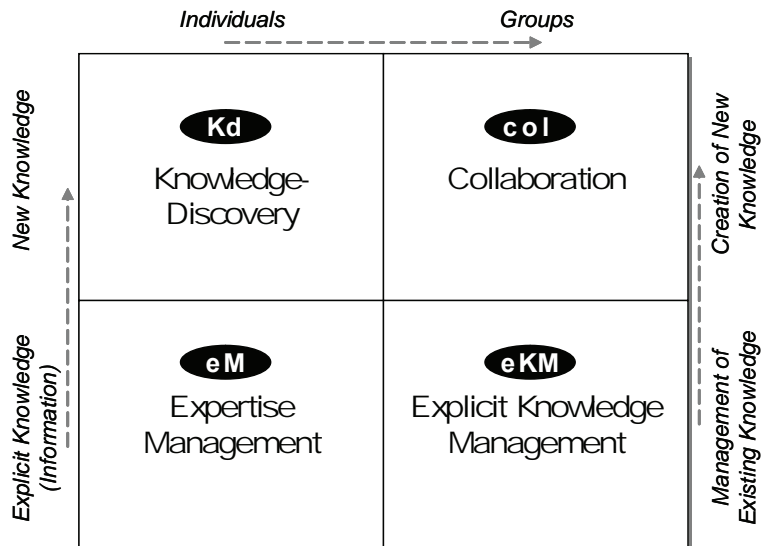 Individuals
Groups
New Knowledge
Kd
Knowledge-
Discovery
col
Collaboration
Creation of New
Knowledge
Explicit Knowledge
(Information)
eM
Expertise
Management
eKM
Explicit Knowledge
Management
Management of
Existing Knowledge